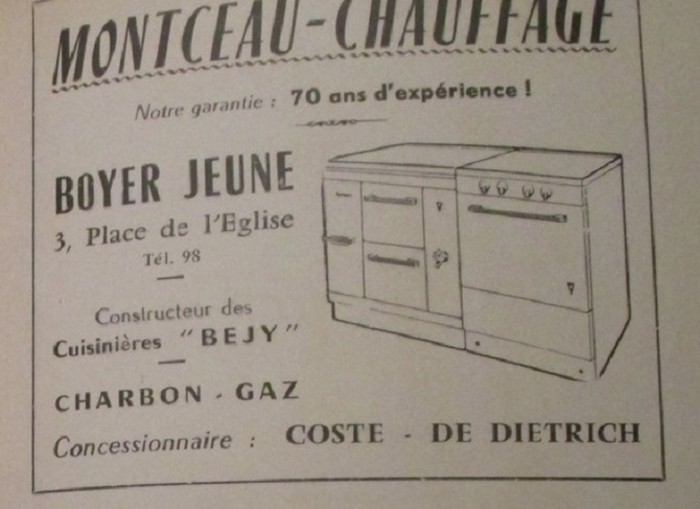 MONTCEAU-CHAUFFAGE
Notre garantie : 70 ans d'expérience !
BOYER JEUNE
3, Place de l'Eglise
Tél. 98
Constructeur des
Cuisinières "BEJY"
CHARBON - GAZ
Concessionnaire : COSTE - DE DIETRICH